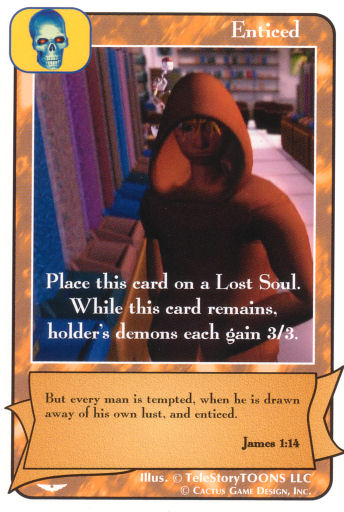 Enticed
Place this card on a Lost Soul.
While this card remains,
holder's demons each gain 3/3.
But every man is tempted, when he is drawn
away of his own lust, and enticed.
James 1:14
Illus. © TeleStoryTOONS LLC
© Cactus Game Design, Inc.